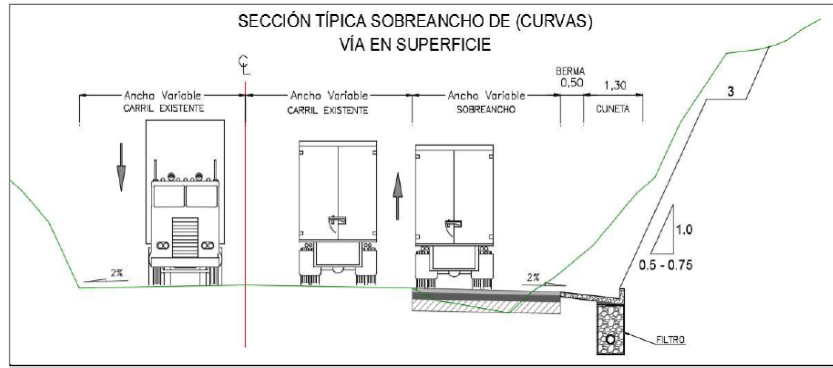 SECCIÓN TÍPICA SOBREANCHO DE (CURVAS)
VÍA EN SUPERFICIE
℄
Ancho Variable
CARRIL EXISTENTE
Ancho Variable
CARRIL EXISTENTE
Ancho Variable
SOBREANCHO
BERMA
0,50
1,30
CUNETA
3
1.0
0.5 - 0.75
2%
2%
FILTRO